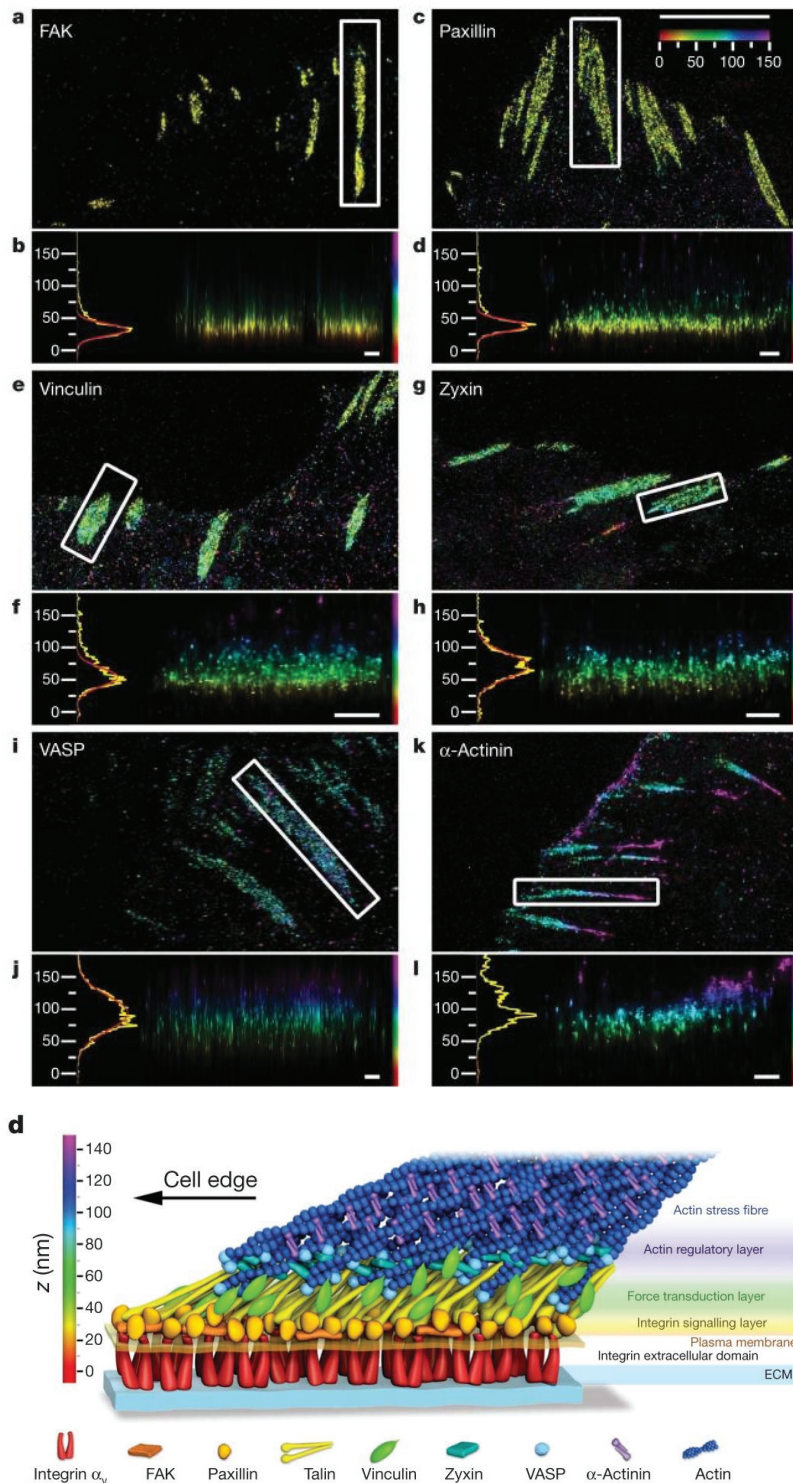 a FAK
c Paxillin
0 50 100 150
b
150
100
50
0
d
150
100
50
0
e Vinculin
g Zyxin
f
150
100
50
0
h
150
100
50
0
i VASP
k α-Actinin
j
150
100
50
0
l
150
100
50
0
d
z (nm)
140
120
100
80
60
40
20
0
Cell edge
Actin stress fibre
Actin regulatory layer
Force transduction layer
Integrin signalling layer
Plasma membrane
Integrin extracellular domain
ECM
Integrin αv FAK Paxillin Talin Vinculin Zyxin VASP α-Actinin Actin